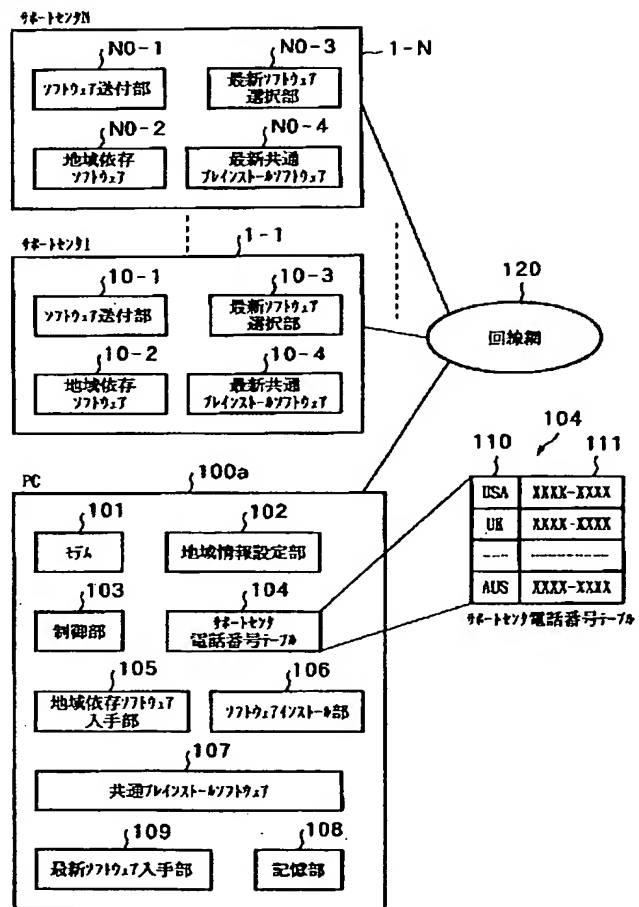 サポートセンタN
N0-1
N0-3
1-N
ソフトウェア送付部
最新ソフトウェア
選択部
N0-2
N0-4
地域依存
ソフトウェア
最新共通
プレインストールソフトウェア
サポートセンタ1
1-1
10-1
10-3
ソフトウェア送付部
最新ソフトウェア
選択部
10-2
10-4
地域依存
ソフトウェア
最新共通
プレインストールソフトウェア
120
回線網
PC
100a
101
102
モデム
地域情報設定部
103
104
制御部
サポートセンタ
電話番号テーブル
105
106
地域依存ソフトウェア
入手部
ソフトウェアインストール部
107
共通プレインストールソフトウェア
109
108
最新ソフトウェア入手部
記憶部
104
110
111
USA XXXX-XXXX
UK XXXX-XXXX
---- ----------
AUS XXXX-XXXX
サポートセンタ電話番号テーブル